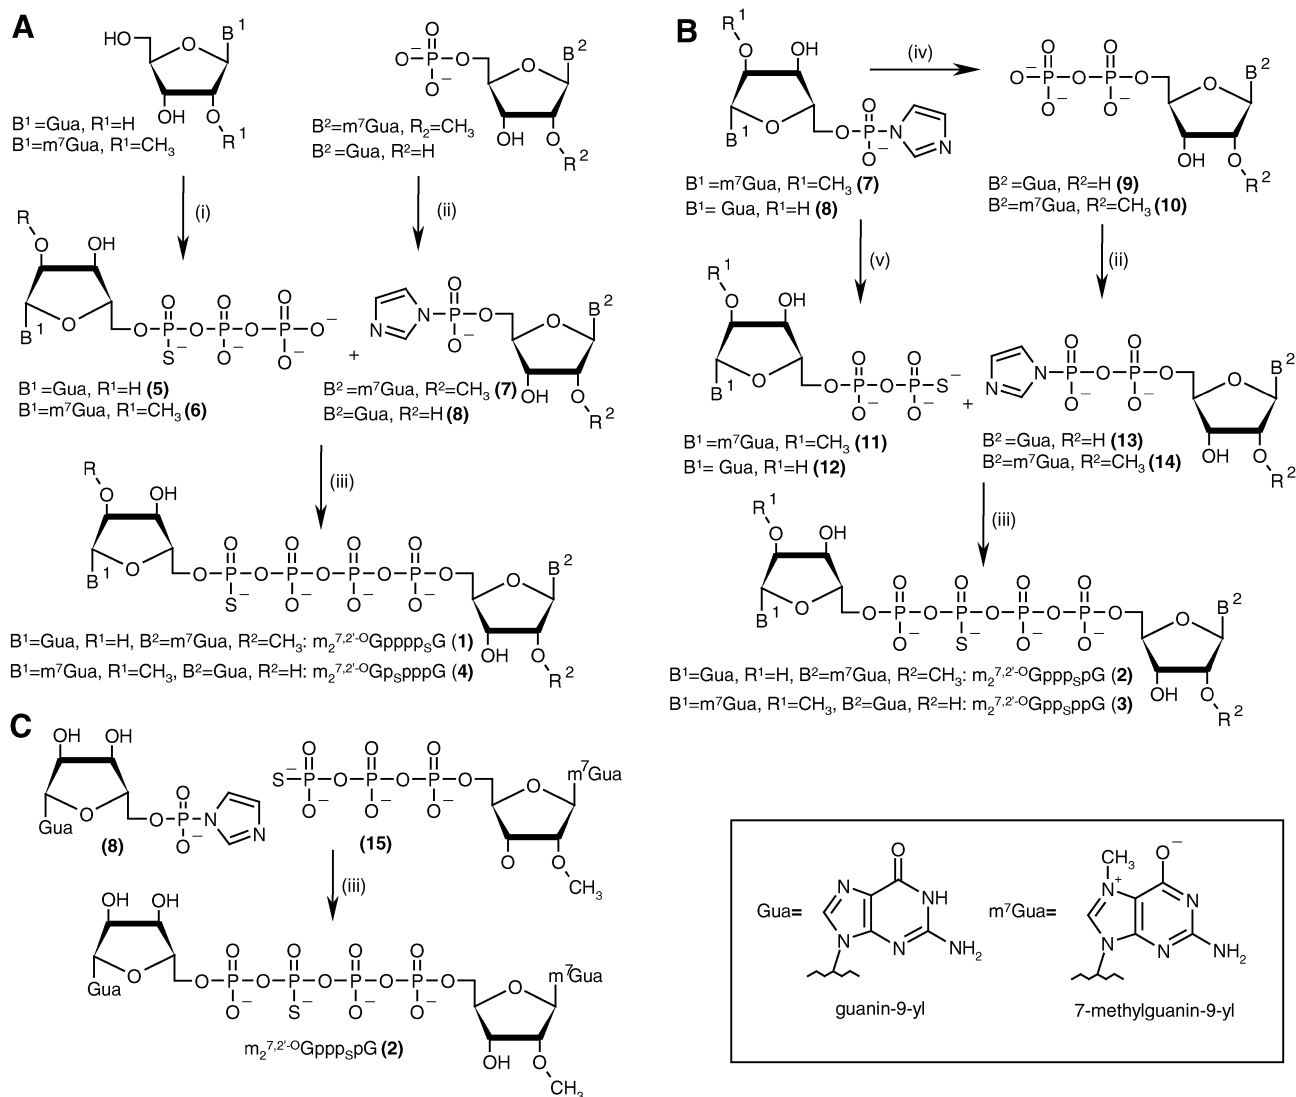 A
HO
O
B¹
OH
O
R¹
B¹=Gua, R¹=H
B¹=m⁷Gua, R¹=CH₃
O
⁻O-P-O
O⁻
O
B²
OH
O
R²
B²=m⁷Gua, R₂=CH₃
B²=Gua, R²=H
(i)
(ii)
R
O
OH
O
B¹
O O O
O-P-O-P-O-P-O⁻
S⁻ O⁻ O⁻
+
N
N
O
P-O
O⁻
O
B²
OH
O
R²
B¹=Gua, R¹=H (5)
B¹=m⁷Gua, R¹=CH₃ (6)
B²=m⁷Gua, R²=CH₃ (7)
B²=Gua, R²=H (8)
(iii)
R
O
OH
O
B¹
O O O O
O-P-O-P-O-P-O-P-O
S⁻ O⁻ O⁻ O⁻
O
B²
OH
O
R²
B¹=Gua, R¹=H, B²=m⁷Gua, R²=CH₃: m₂⁷,²'⁻ᴼGpppp_SG (1)
B¹=m⁷Gua, R¹=CH₃, B²=Gua, R²=H: m₂⁷,²'⁻ᴼGp_SpppG (4)
B
R¹
O
OH
O
B¹
O
O-P-N
O⁻
N
(iv)
O O
O⁻-P-O-P-O
O⁻ O⁻
O
B²
OH
O
R²
B¹=m⁷Gua, R¹=CH₃ (7)
B¹= Gua, R¹=H (8)
B²=Gua, R²=H (9)
B²=m⁷Gua, R²=CH₃ (10)
(v)
(ii)
R¹
O
OH
O
B¹
O O
O-P-O-P-S⁻
O⁻ O⁻
+
N
N
O O
P-O-P-O
O⁻ O⁻
O
B²
OH
O
R²
B¹=m⁷Gua, R¹=CH₃ (11)
B¹= Gua, R¹=H (12)
B²=Gua, R²=H (13)
B²=m⁷Gua, R²=CH₃ (14)
(iii)
R¹
O
OH
O
B¹
O O O O
O-P-O-P-O-P-O-P-O
O⁻ S⁻ O⁻ O⁻
O
B²
OH
O
R²
B¹=Gua, R¹=H, B²=m⁷Gua, R²=CH₃: m₂⁷,²'⁻ᴼGppp_SpG (2)
B¹=m⁷Gua, R¹=CH₃, B²=Gua, R²=H: m₂⁷,²'⁻ᴼGpp_SppG (3)
C
OH OH
O
Gua
O
O-P-N
O⁻
N
(8)
O O O
S⁻-P-O-P-O-P-O
O⁻ O⁻ O⁻
O
m⁷Gua
O
O
CH₃
(15)
(iii)
OH OH
O
Gua
O O O O
O-P-O-P-O-P-O-P-O
O⁻ S⁻ O⁻ O⁻
O
m⁷Gua
OH
O
CH₃
m₂⁷,²'⁻ᴼGppp_SpG (2)
Gua=
O
N
NH
N
N
NH₂
guanin-9-yl
m⁷Gua=
CH₃
O⁻
N⁺
N
N
N
NH₂
7-methylguanin-9-yl